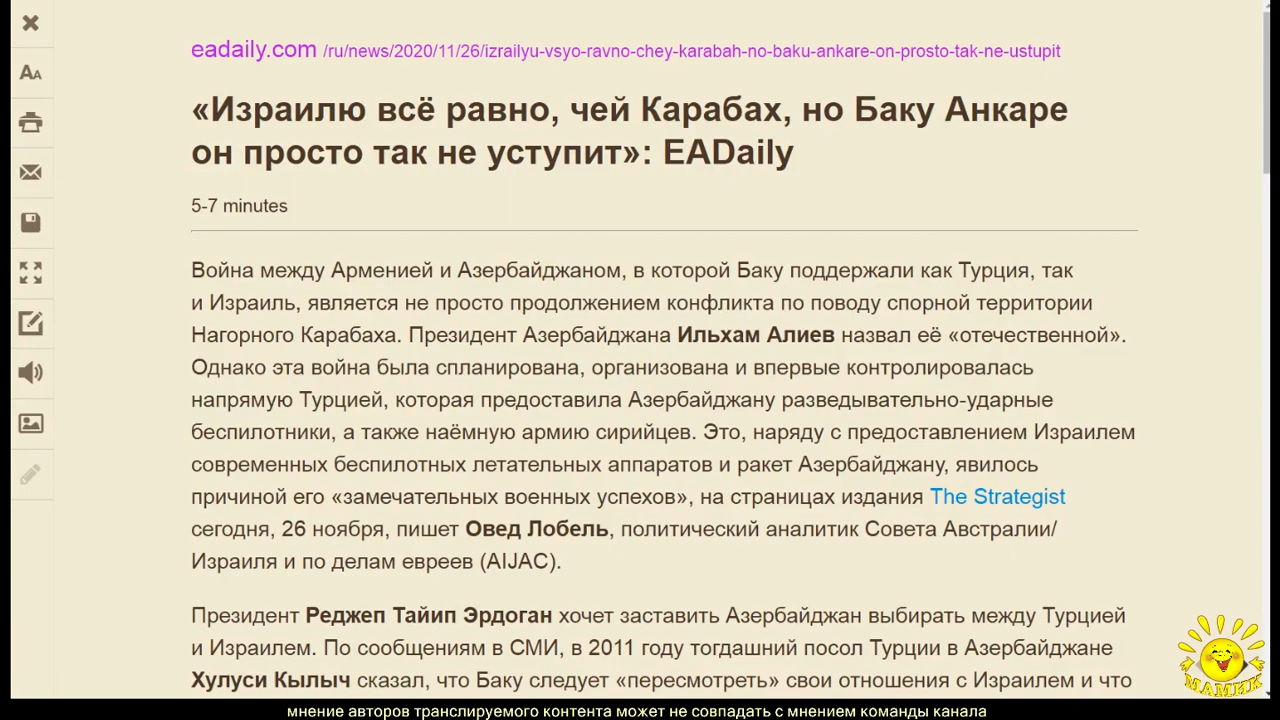 eadaily.com /ru/news/2020/11/26/izrailyu-vsyo-ravno-chey-karabah-no-baku-ankare-on-prosto-tak-ne-ustupit
«Израилю всё равно, чей Карабах, но Баку Анкаре
он просто так не уступит»: EADaily
5-7 minutes
Война между Арменией и Азербайджаном, в которой Баку поддержали как Турция, так
и Израиль, является не просто продолжением конфликта по поводу спорной территории
Нагорного Карабаха. Президент Азербайджана Ильхам Алиев назвал её «отечественной».
Однако эта война была спланирована, организована и впервые контролировалась
напрямую Турцией, которая предоставила Азербайджану разведывательно-ударные
беспилотники, а также наёмную армию сирийцев. Это, наряду с предоставлением Израилем
современных беспилотных летательных аппаратов и ракет Азербайджану, явилось
причиной его «замечательных военных успехов», на страницах издания The Strategist
сегодня, 26 ноября, пишет Овед Лобель, политический аналитик Совета Австралии/
Израиля и по делам евреев (AIJAC).
Президент Реджеп Тайип Эрдоган хочет заставить Азербайджан выбирать между Турцией
и Израилем. По сообщениям в СМИ, в 2011 году тогдашний посол Турции в Азербайджане
Хулуси Кылыч сказал, что Баку следует «пересмотреть» свои отношения с Израилем и что
МАМИК
мнение авторов транслируемого контента может не совпадать с мнением команды канала